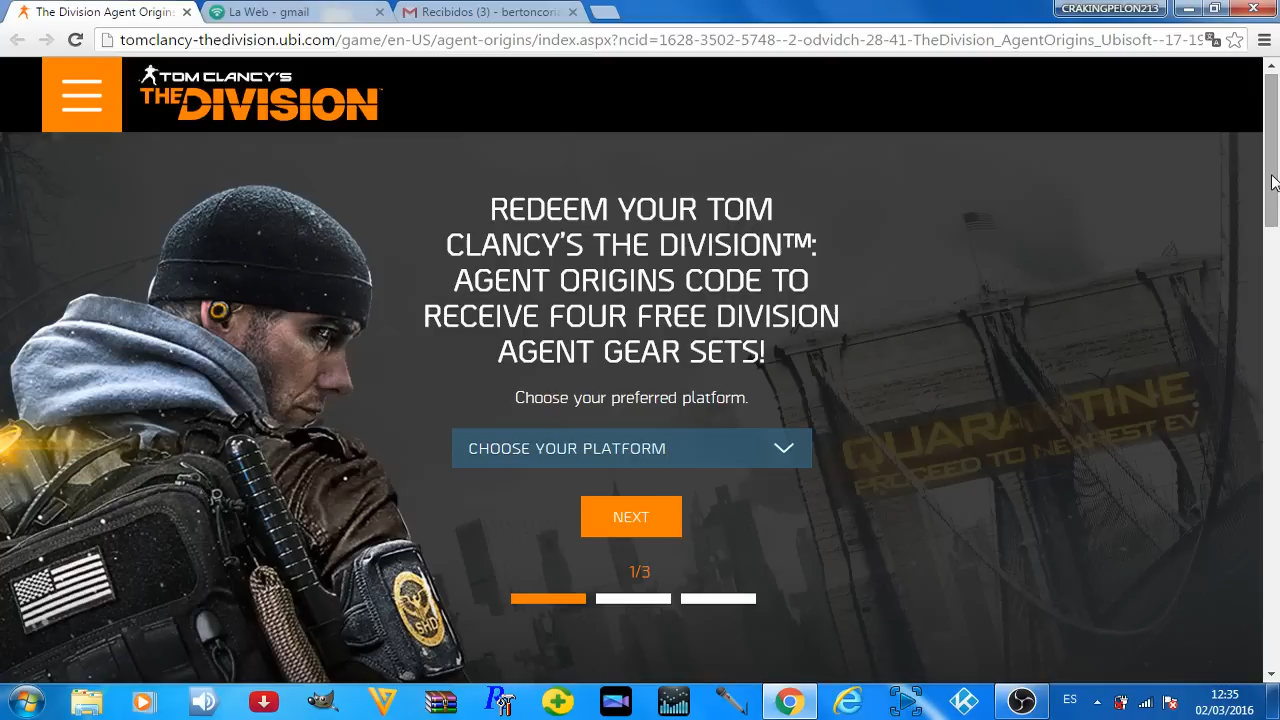 The Division Agent Origin
La Web - gmail
Recibidos (3) - bertoncori
CRAKINGPELON213
tomclancy-thedivision.ubi.com/game/en-US/agent-origins/index.aspx?ncid=1628-3502-5748--2-odvidch-28-41-TheDivision_AgentOrigins_Ubisoft--17-19
TOM CLANCY'S
THE DIVISION™
REDEEM YOUR TOM
CLANCY'S THE DIVISION™:
AGENT ORIGINS CODE TO
RECEIVE FOUR FREE DIVISION
AGENT GEAR SETS!
Choose your preferred platform.
CHOOSE YOUR PLATFORM
NEXT
1/3
QUARANTINE
PROCEED TO NEAREST EV
SHD
ES
12:35
02/03/2016